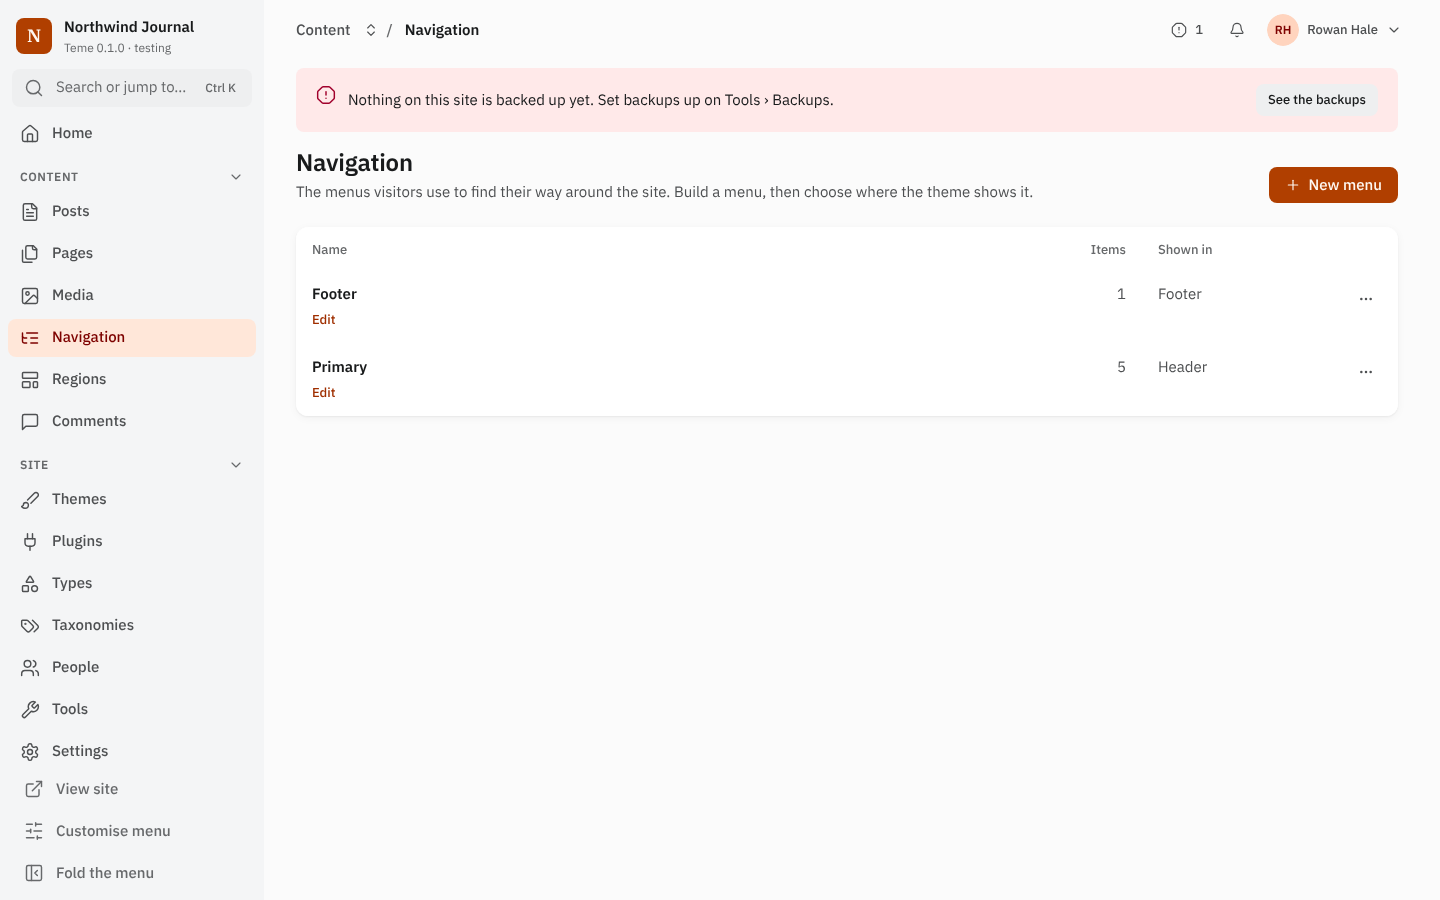 N
Northwind Journal
Teme 0.1.0 · testing
Search or jump to...
Ctrl K
Home
CONTENT
Posts
Pages
Media
Navigation
Regions
Comments
SITE
Themes
Plugins
Types
Taxonomies
People
Tools
Settings
View site
Customise menu
Fold the menu
Content / Navigation
1
RH
Rowan Hale
Nothing on this site is backed up yet. Set backups up on Tools › Backups.
See the backups
Navigation
The menus visitors use to find their way around the site. Build a menu, then choose where the theme shows it.
New menu
Name Items Shown in
Footer 1 Footer ...
Edit
Primary 5 Header ...
Edit